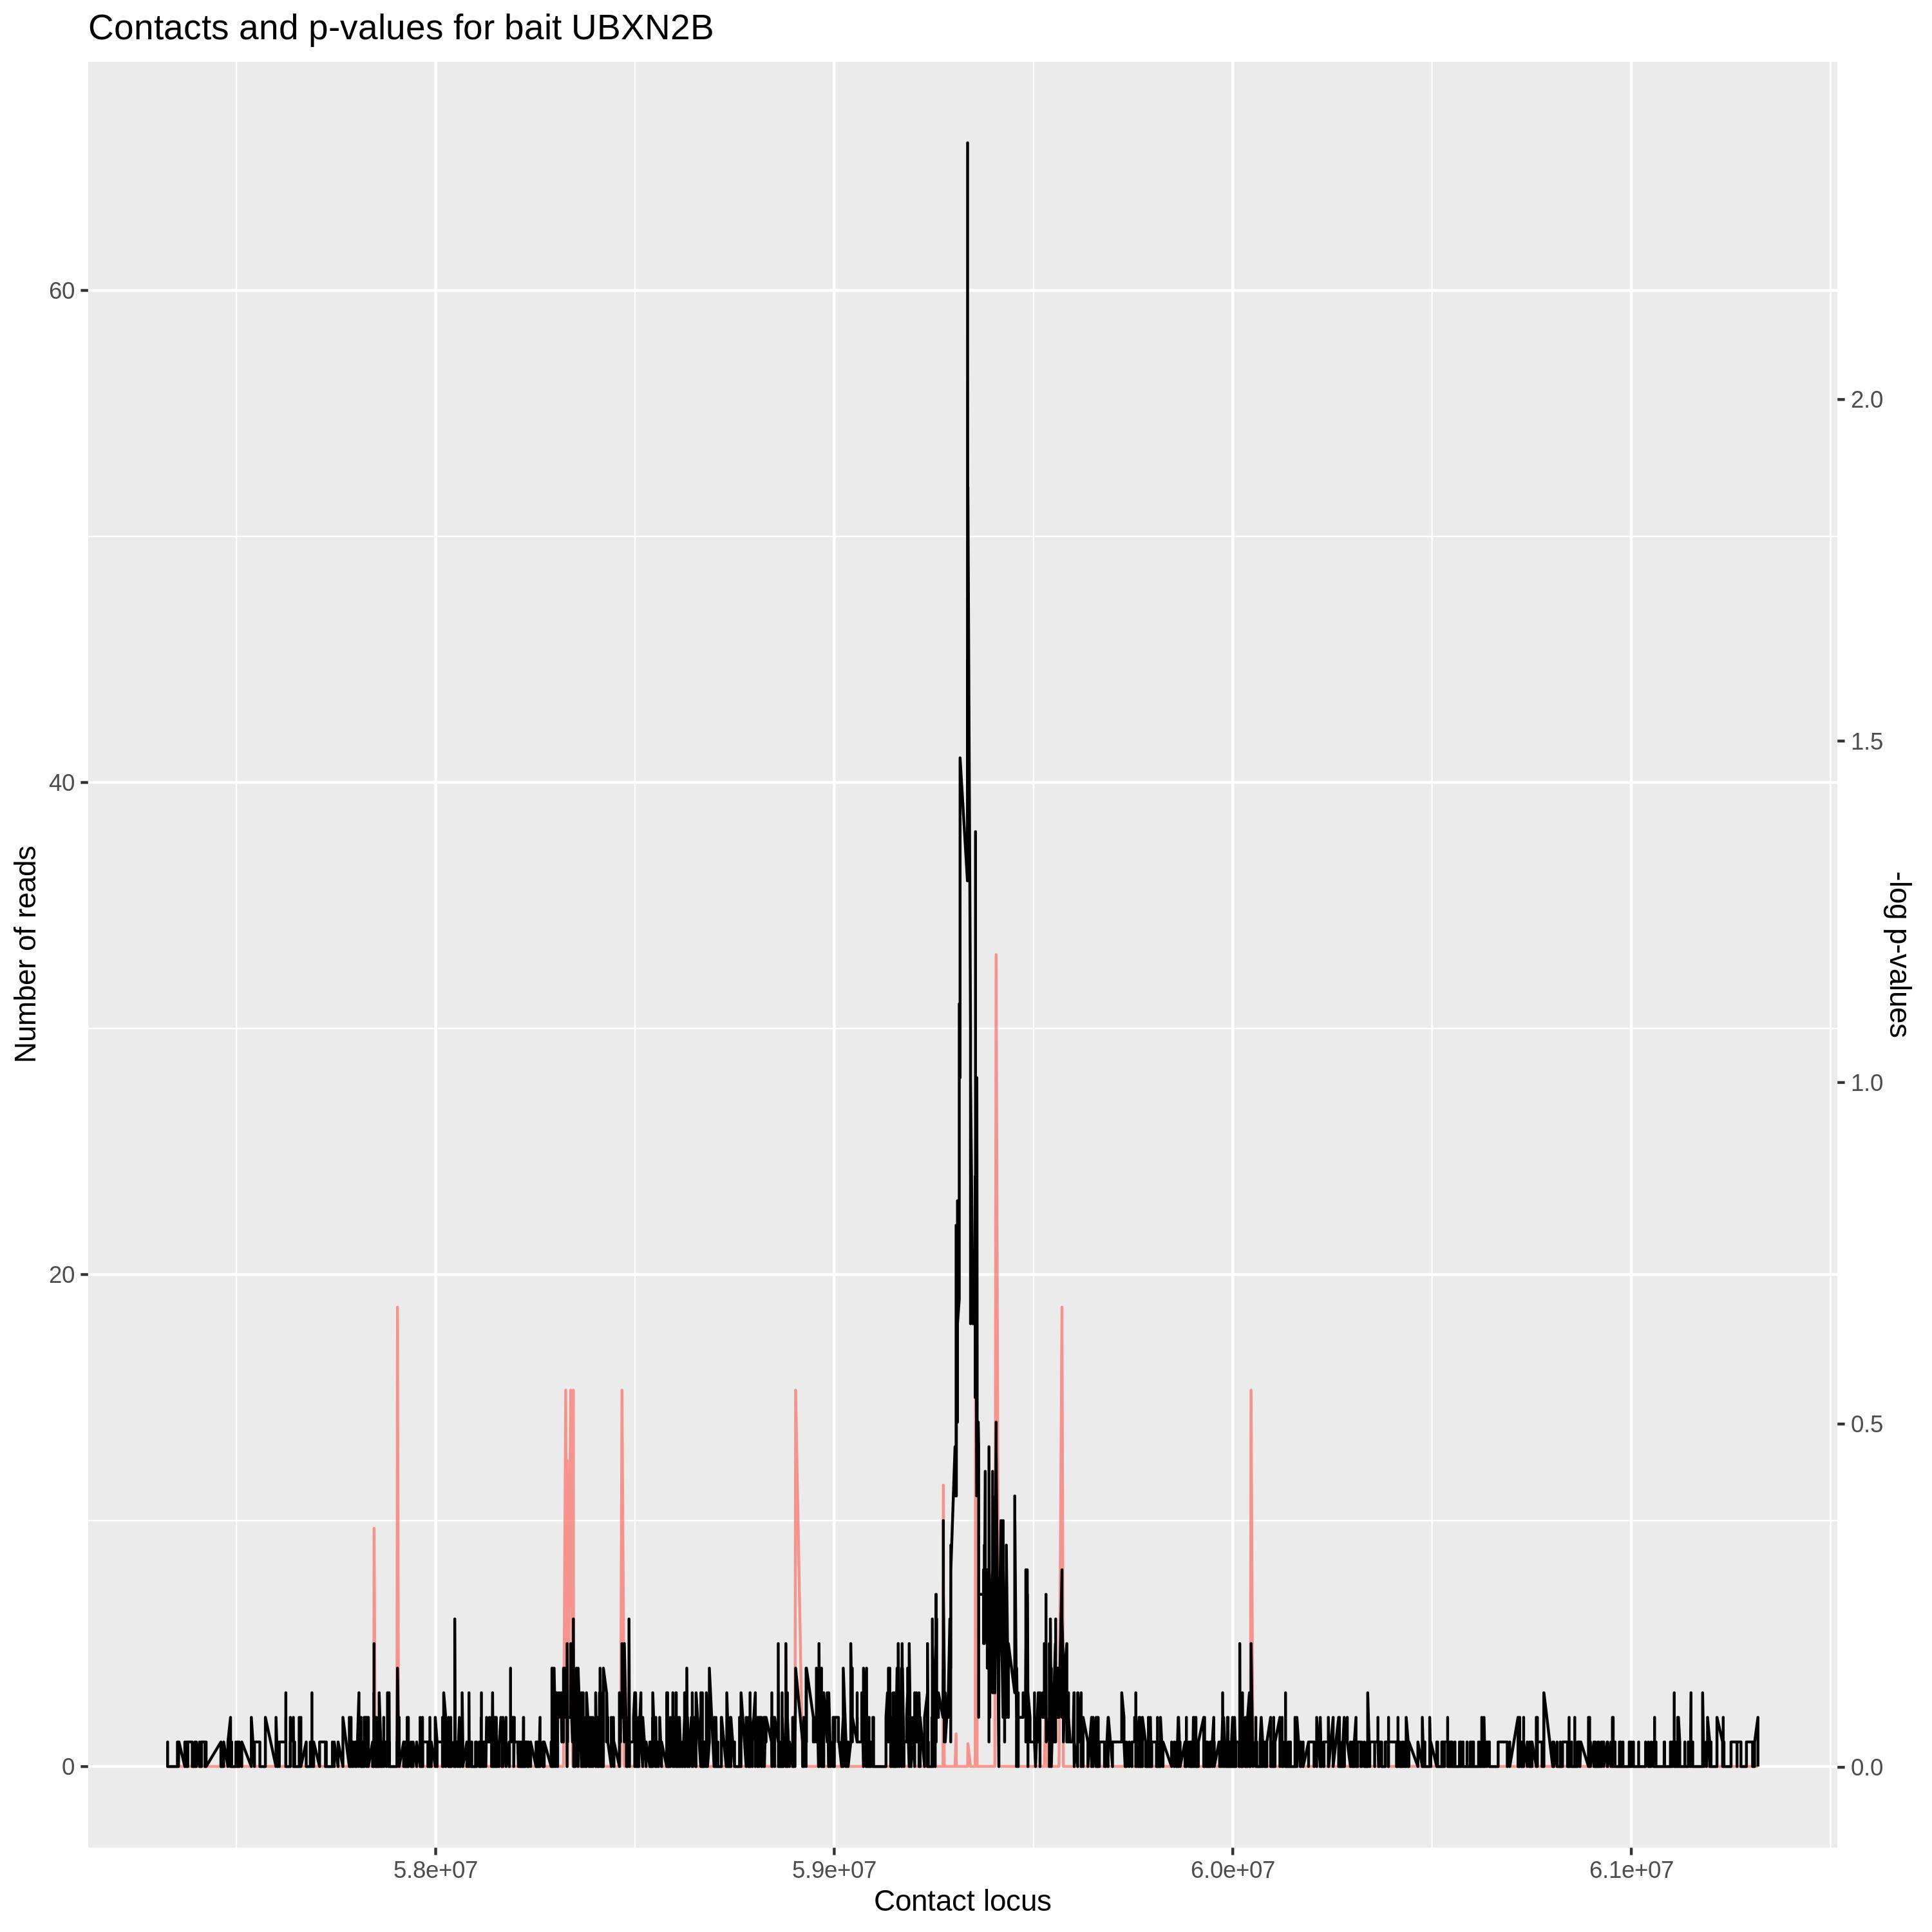 Contacts and p-values for bait UBXN2B
60
40
20
0
Number of reads
2.0
1.5
1.0
0.5
0.0
-log p-values
5.8e+07
5.9e+07
6.0e+07
6.1e+07
Contact locus